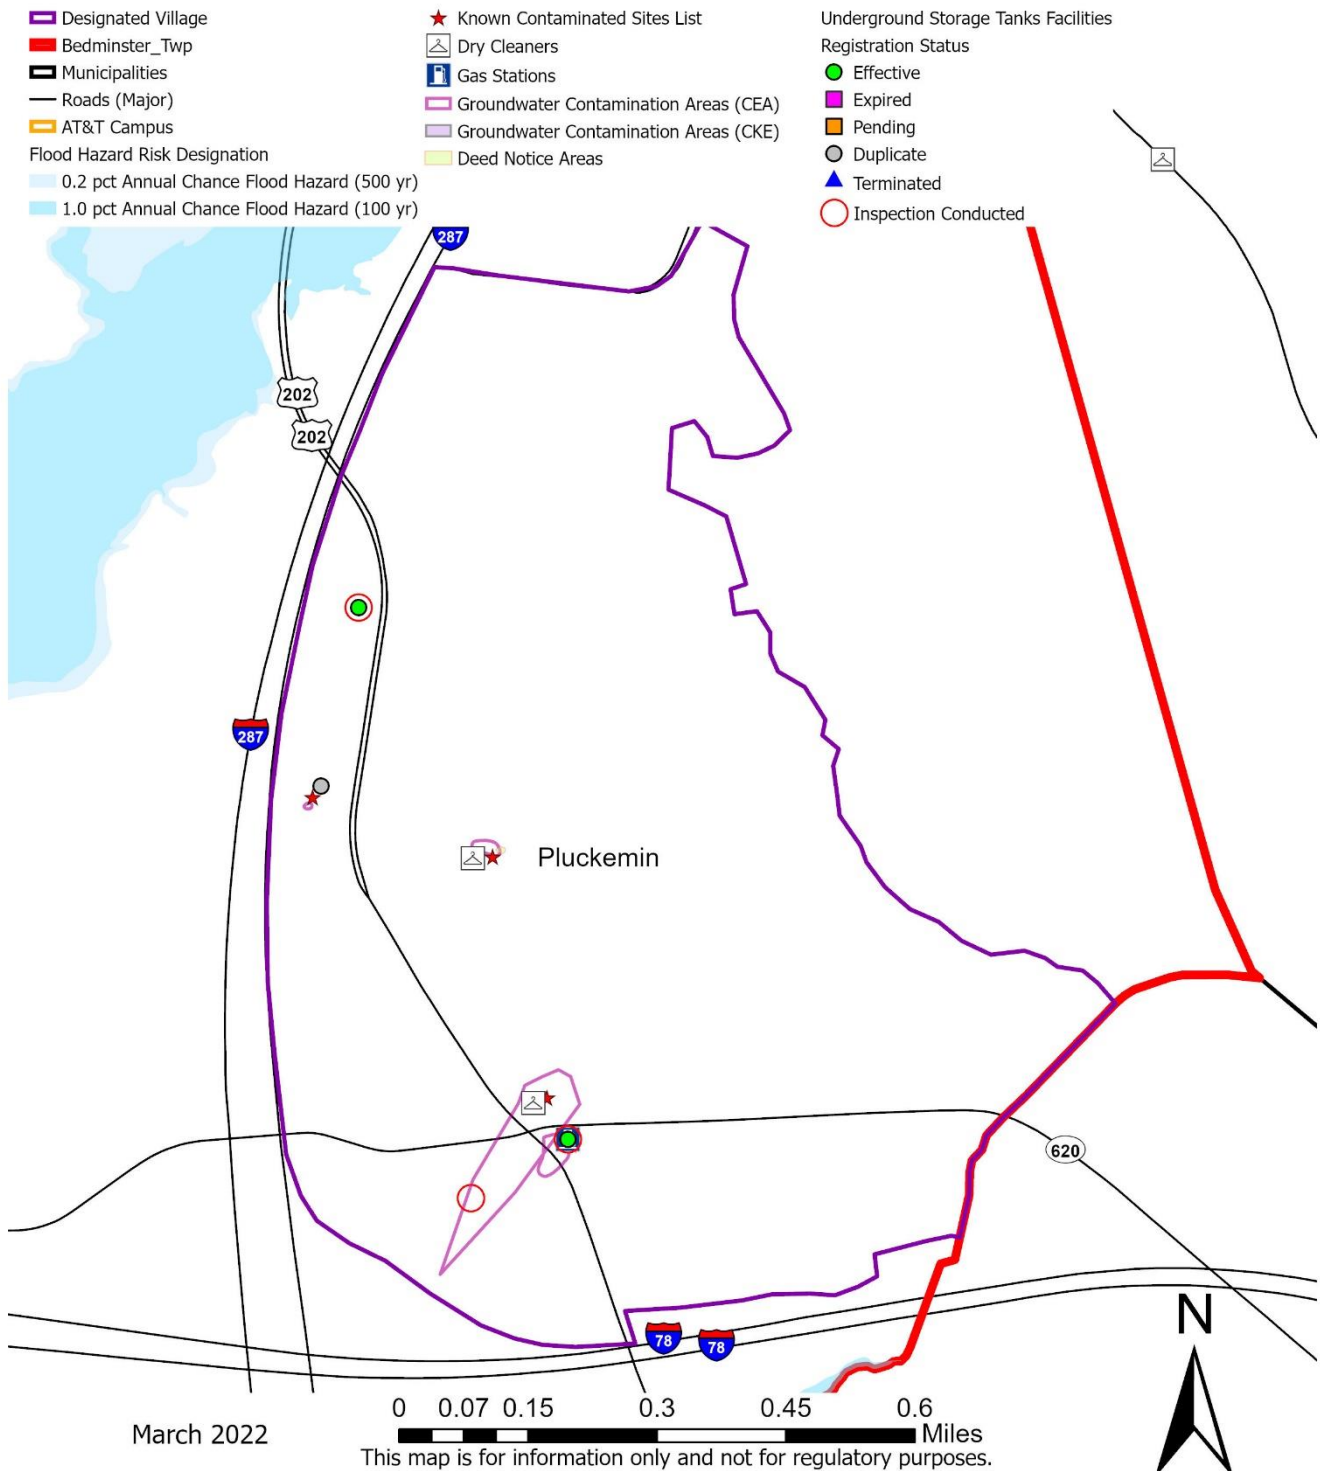 Designated Village
Bedminster_Twp
Municipalities
Roads (Major)
AT&T Campus
Flood Hazard Risk Designation
0.2 pct Annual Chance Flood Hazard (500 yr)
1.0 pct Annual Chance Flood Hazard (100 yr)
Known Contaminated Sites List
Dry Cleaners
Gas Stations
Groundwater Contamination Areas (CEA)
Groundwater Contamination Areas (CKE)
Deed Notice Areas
Underground Storage Tanks Facilities
Registration Status
Effective
Expired
Pending
Duplicate
Terminated
Inspection Conducted
287
202
202
287
Pluckemin
620
78
78
N
0 0.07 0.15 0.3 0.45 0.6
Miles
March 2022
This map is for information only and not for regulatory purposes.